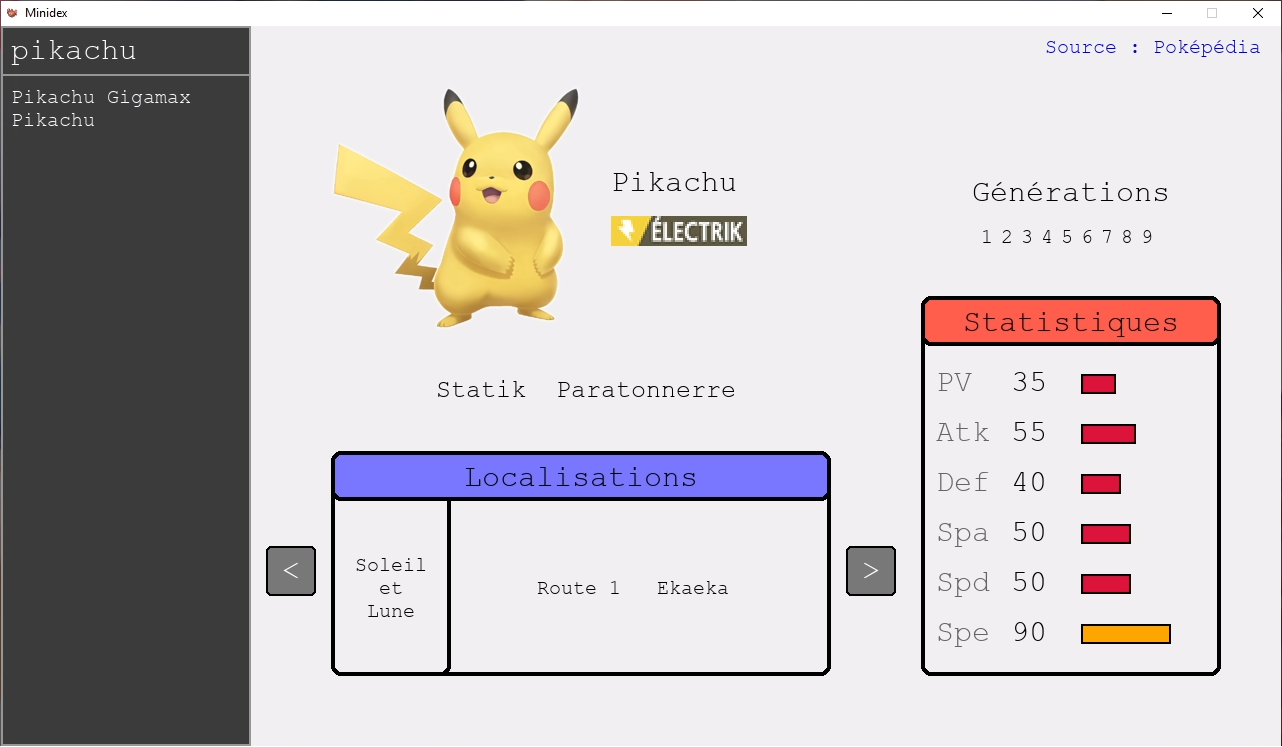 Minidex
pikachu
Pikachu Gigamax
Pikachu
Source : Poképédia
Pikachu
ÉLECTRIK
Générations
1 2 3 4 5 6 7 8 9
Statik Paratonnerre
Localisations
<
Soleil
et
Lune
Route 1 Ekaeka
>
Statistiques
PV 35
Atk 55
Def 40
Spa 50
Spd 50
Spe 90